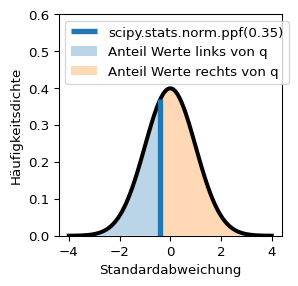 0.6
0.5
0.4
0.3
0.2
0.1
0.0
Häufigkeitsdichte
scipy.stats.norm.ppf(0.35)
Anteil Werte links von q
Anteil Werte rechts von q
−4 −2 0 2 4
Standardabweichung